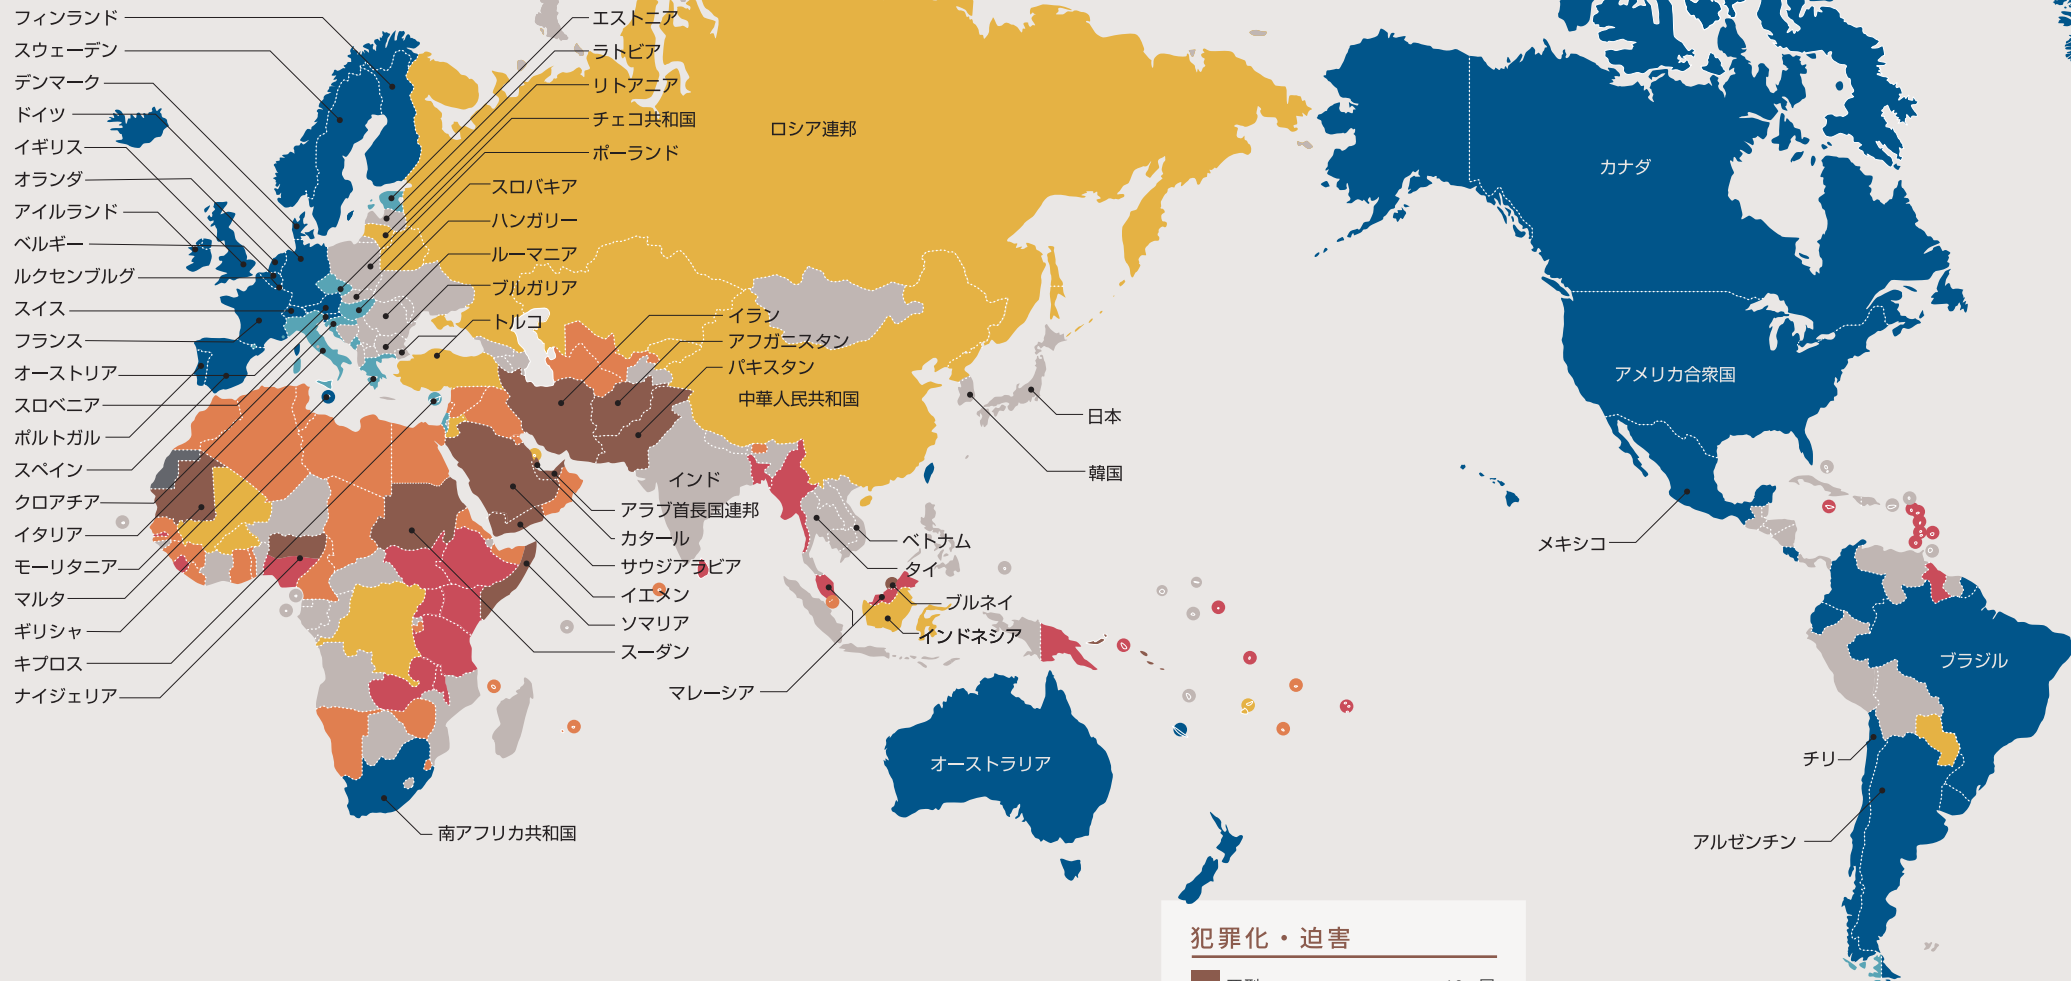 フィンランド
スウェーデン
デンマーク
ドイツ
イギリス
オランダ
アイルランド
ベルギー
ルクセンブルグ
スイス
フランス
オーストリア
スロベニア
ポルトガル
スペイン
クロアチア
イタリア
モーリタニア
マルタ
ギリシャ
キプロス
ナイジェリア
エストニア
ラトビア
リトアニア
チェコ共和国
ポーランド
スロバキア
ハンガリー
ルーマニア
ブルガリア
トルコ
イラン
アフガニスタン
パキスタン
ロシア連邦
中華人民共和国
日本
韓国
インド
アラブ首長国連邦
カタール
サウジアラビア
イエメン
ソマリア
スーダン
ベトナム
タイ
ブルネイ
インドネシア
マレーシア
オーストラリア
南アフリカ共和国
カナダ
アメリカ合衆国
メキシコ
ブラジル
チリ
アルゼンチン
犯罪化・迫害